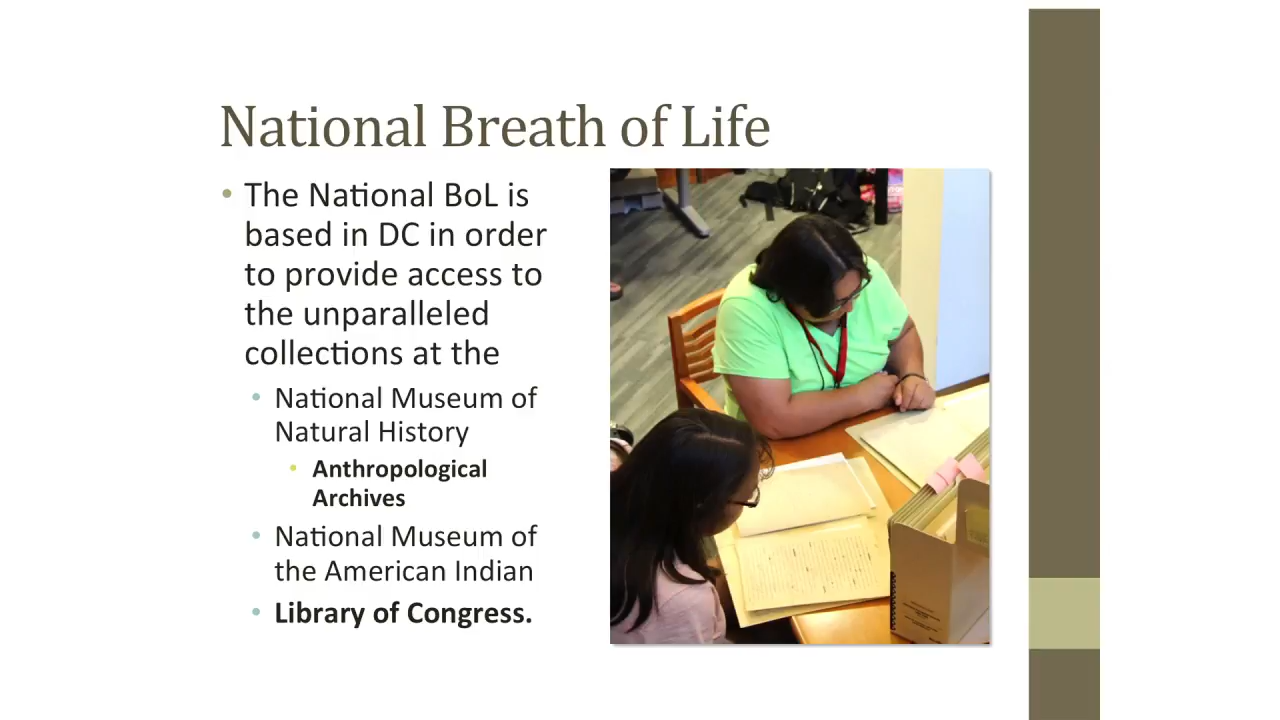 National Breath of Life
• The National BoL is
based in DC in order
to provide access to
the unparalleled
collections at the
• National Museum of
Natural History
• Anthropological
Archives
• National Museum of
the American Indian
• Library of Congress.